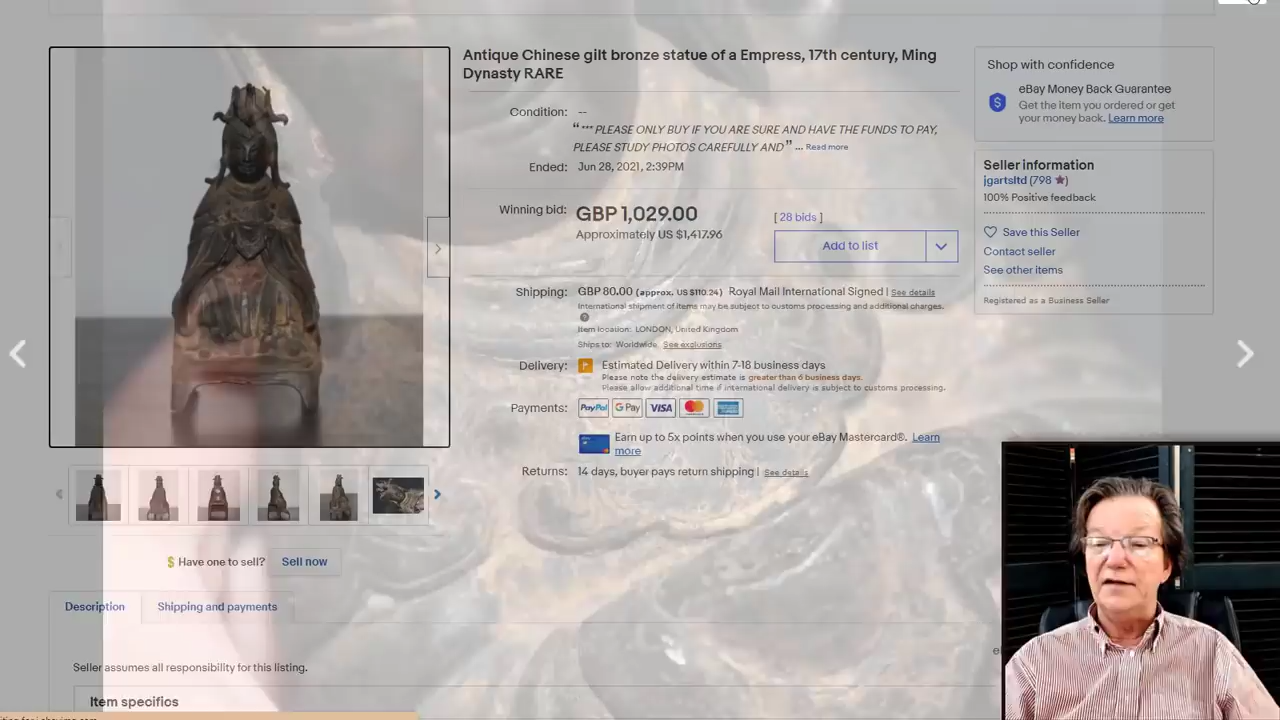 Antique Chinese gilt bronze statue of a Empress, 17th century, Ming
Dynasty RARE
Condition: --
“ *** PLEASE ONLY BUY IF YOU ARE SURE AND HAVE THE FUNDS TO PAY,
PLEASE STUDY PHOTOS CAREFULLY AND ” ... Read more
Ended: Jun 28, 2021, 2:39PM
Winning bid: GBP 1,029.00 [ 28 bids ]
Approximately US $1,417.96
Add to list
Shipping: GBP 80.00 (approx. US $110.24) Royal Mail International Signed | See details
International shipment of items may be subject to customs processing and additional charges.
Item location: LONDON, United Kingdom
Ships to: Worldwide. See exclusions
Delivery: Estimated Delivery within 7-18 business days
Please note the delivery estimate is greater than 6 business days.
Please allow additional time if international delivery is subject to customs processing.
Payments: PayPal G Pay VISA
Earn up to 5x points when you use your eBay Mastercard®. Learn
more
Returns: 14 days, buyer pays return shipping | See details
Shop with confidence
eBay Money Back Guarantee
Get the item you ordered or get
your money back. Learn more
Seller information
jgartsltd (798 ★)
100% Positive feedback
Save this Seller
Contact seller
See other items
Registered as a Business Seller
$ Have one to sell? Sell now
Description Shipping and payments
Seller assumes all responsibility for this listing.
Item specifics